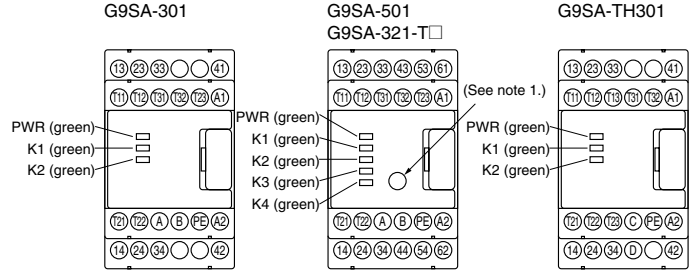 G9SA-301
13 23 33 41
T11 T12 T31 T32 T23 A1
PWR (green)
K1 (green)
K2 (green)
T21 T22 A B PE A2
14 24 34 42
G9SA-501
G9SA-321-T□
13 23 33 43 53 61
T11 T12 T31 T32 T23 A1
(See note 1.)
PWR (green)
K1 (green)
K2 (green)
K3 (green)
K4 (green)
T21 T22 A B PE A2
14 24 34 44 54 62
G9SA-TH301
13 23 33 41
T11 T12 T13 T31 T32 A1
PWR (green)
K1 (green)
K2 (green)
T21 T22 T23 C PE A2
14 24 34 D 42